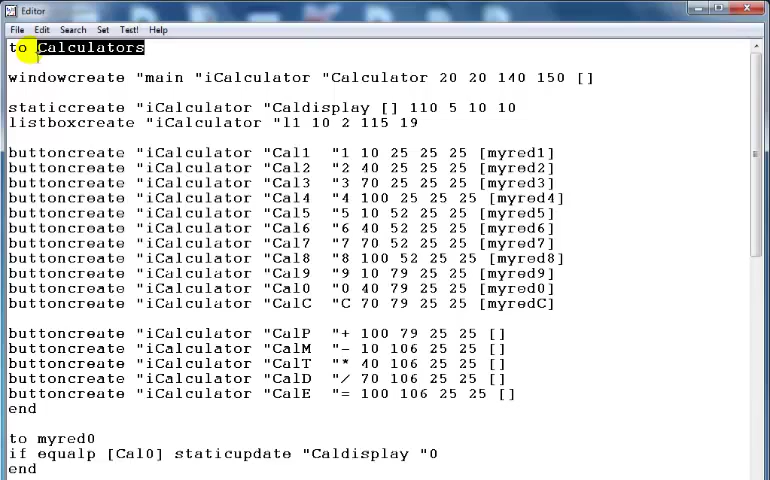 Editor
File Edit Search Set Test! Help
to Calculators
windowcreate "main "iCalculator "Calculator 20 20 140 150 []
staticcreate "iCalculator "Caldisplay [] 110 5 10 10
listboxcreate "iCalculator "l1 10 2 115 19
buttoncreate "iCalculator "Cal1 "1 10 25 25 25 [myred1]
buttoncreate "iCalculator "Cal2 "2 40 25 25 25 [myred2]
buttoncreate "iCalculator "Cal3 "3 70 25 25 25 [myred3]
buttoncreate "iCalculator "Cal4 "4 100 25 25 25 [myred4]
buttoncreate "iCalculator "Cal5 "5 10 52 25 25 [myred5]
buttoncreate "iCalculator "Cal6 "6 40 52 25 25 [myred6]
buttoncreate "iCalculator "Cal7 "7 70 52 25 25 [myred7]
buttoncreate "iCalculator "Cal8 "8 100 52 25 25 [myred8]
buttoncreate "iCalculator "Cal9 "9 10 79 25 25 [myred9]
buttoncreate "iCalculator "Cal0 "0 40 79 25 25 [myred0]
buttoncreate "iCalculator "CalC "C 70 79 25 25 [myredC]
buttoncreate "iCalculator "CalP "+ 100 79 25 25 []
buttoncreate "iCalculator "CalM "- 10 106 25 25 []
buttoncreate "iCalculator "CalT "* 40 106 25 25 []
buttoncreate "iCalculator "CalD "/ 70 106 25 25 []
buttoncreate "iCalculator "CalE "= 100 106 25 25 []
end
to myred0
if equalp [Cal0] staticupdate "Caldisplay "0
end